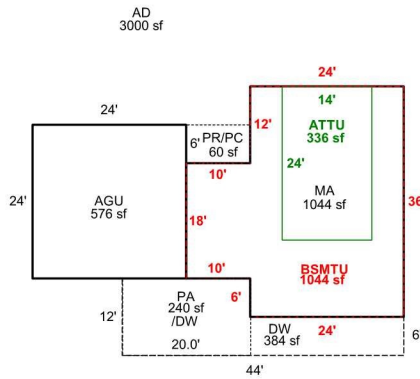 AD
3000 sf
24'
14'
24'
12'
ATTU
336 sf
PR/PC
60 sf
6'
24'
10'
24'
AGU
576 sf
MA
1044 sf
36
18'
10'
BSMTU
1044 sf
6'
PA
240 sf
/DW
12'
20.0'
24'
DW
384 sf
6
44'